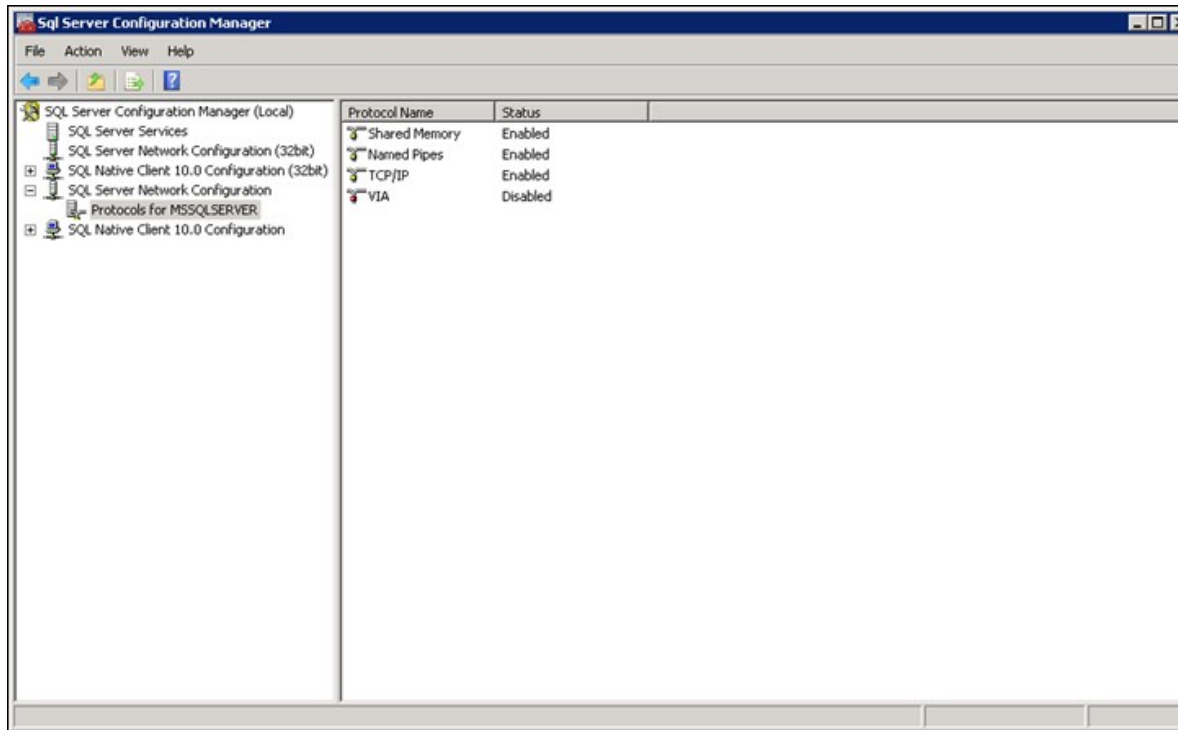 Sql Server Configuration Manager
File Action View Help
SQL Server Configuration Manager (Local)
SQL Server Services
SQL Server Network Configuration (32bit)
SQL Native Client 10.0 Configuration (32bit)
SQL Server Network Configuration
Protocols for MSSQLSERVER
SQL Native Client 10.0 Configuration
Protocol Name Status
Shared Memory Enabled
Named Pipes Enabled
TCP/IP Enabled
VIA Disabled